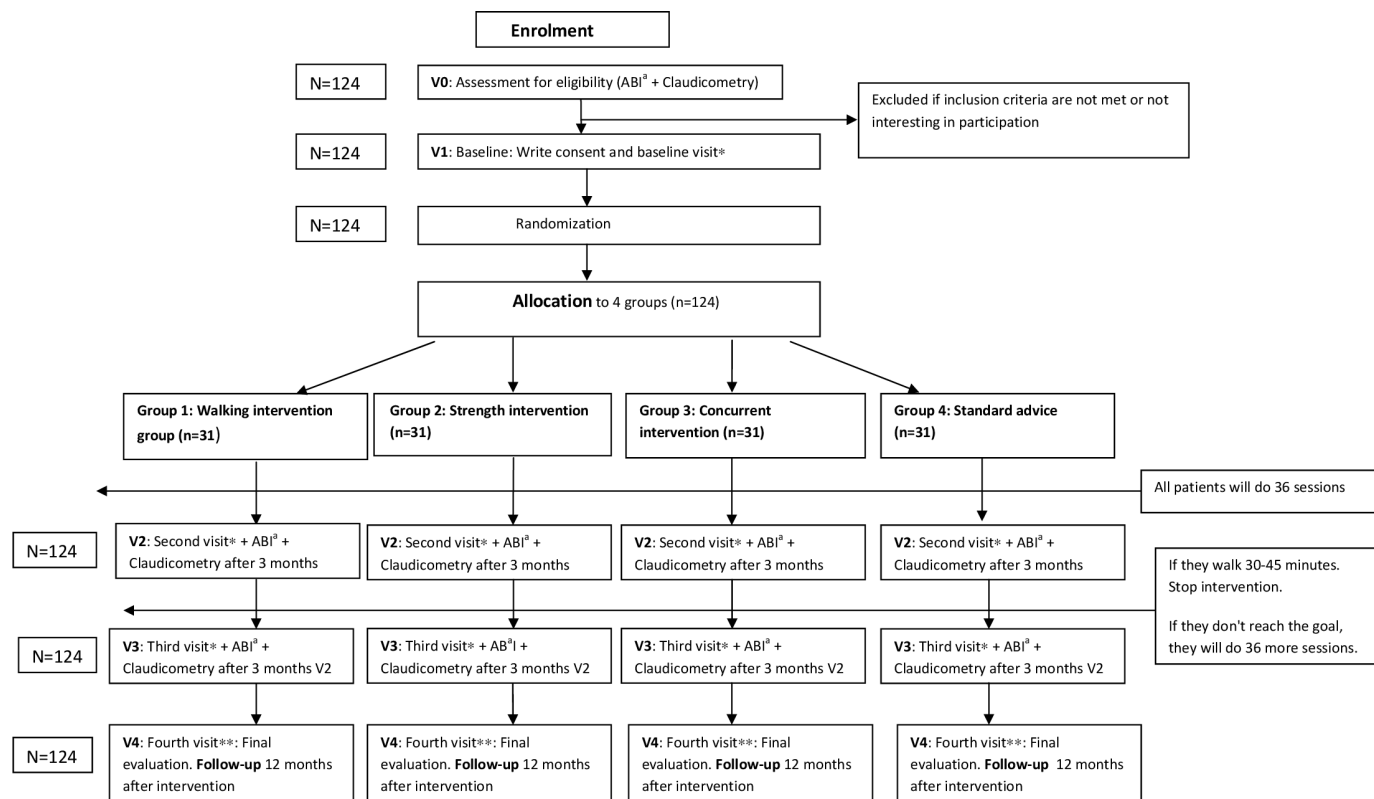 Enrolment
N=124
V0: Assessment for eligibility (ABIᵃ + Claudicometry)
Excluded if inclusion criteria are not met or not
interesting in participation
N=124
V1: Baseline: Write consent and baseline visit*
N=124
Randomization
Allocation to 4 groups (n=124)
Group 1: Walking intervention
group (n=31)
Group 2: Strength intervention
(n=31)
Group 3: Concurrent
intervention (n=31)
Group 4: Standard advice
(n=31)
All patients will do 36 sessions
N=124
V2: Second visit* + ABIᵃ +
Claudicometry after 3 months
V2: Second visit* + ABIᵃ +
Claudicometry after 3 months
V2: Second visit* + ABIᵃ +
Claudicometry after 3 months
V2: Second visit* + ABIᵃ +
Claudicometry after 3 months
If they walk 30-45 minutes.
Stop intervention.
If they don't reach the goal,
they will do 36 more sessions.
N=124
V3: Third visit* + ABIᵃ +
Claudicometry after 3 months V2
V3: Third visit* + ABᵃI +
Claudicometry after 3 months V2
V3: Third visit* + ABIᵃ +
Claudicometry after 3 months V2
V3: Third visit* + ABIᵃ +
Claudicometry after 3 months V2
N=124
V4: Fourth visit**: Final
evaluation. Follow-up 12 months
after intervention
V4: Fourth visit**: Final
evaluation. Follow-up 12 months
after intervention
V4: Fourth visit**: Final
evaluation. Follow-up 12 months
after intervention
V4: Fourth visit**: Final
evaluation. Follow-up 12 months
after intervention